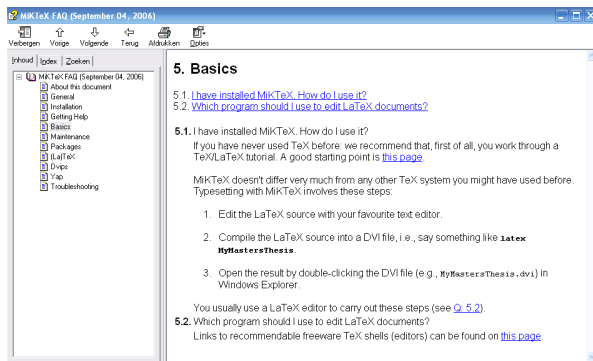 MiKTeX FAQ (September 04, 2006)
Verbergen Vorige Volgende Terug Afdrukken Opties
Inhoud Index Zoeken
MiKTeX FAQ (September 04, 2006)
About this document
General
Installation
Getting Help
Basics
Maintenance
Packages
(La)TeX
Dvips
Yap
Troubleshooting
5. Basics
5.1. I have installed MiKTeX. How do I use it?
5.2. Which program should I use to edit LaTeX documents?
5.1. I have installed MiKTeX. How do I use it?
If you have never used TeX before: we recommend that, first of all, you work through a
TeX/LaTeX tutorial. A good starting point is this page.
MiKTeX doesn't differ very much from any other TeX system you might have used before.
Typesetting with MiKTeX involves these steps:
1. Edit the LaTeX source with your favourite text editor.
2. Compile the LaTeX source into a DVI file, i.e., say something like latex
MyMastersThesis.
3. Open the result by double-clicking the DVI file (e.g., MyMastersThesis.dvi) in
Windows Explorer.
You usually use a LaTeX editor to carry out these steps (see Q: 5.2).
5.2. Which program should I use to edit LaTeX documents?
Links to recommendable freeware TeX shells (editors) can be found on this page.